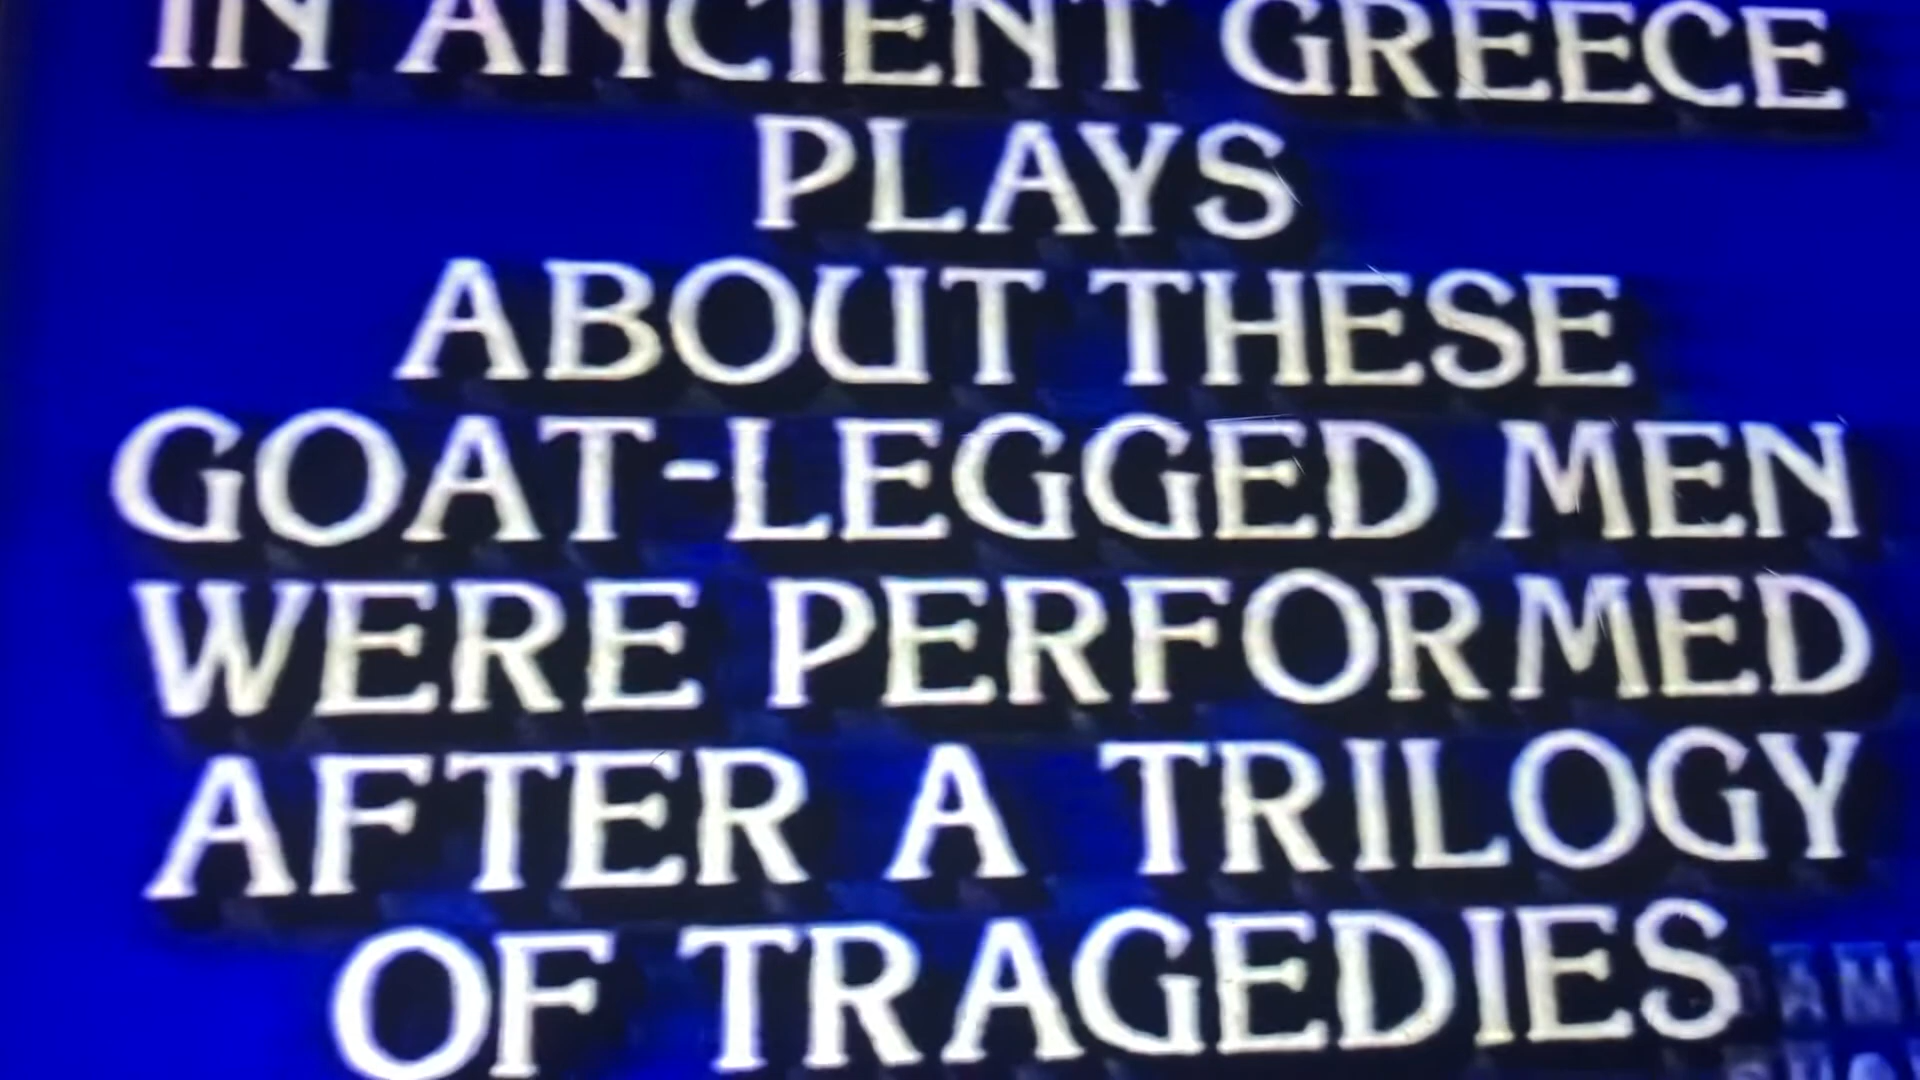 IN ANCIENT GREECE
PLAYS
ABOUT THESE
GOAT-LEGGED MEN
WERE PERFORMED
AFTER A TRILOGY
OF TRAGEDIES